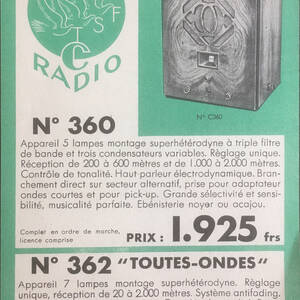 TSF
RADIO
N° C360
N° 360
Appareil 5 lampes montage superhétérodyne à triple filtre
de bande et trois condensateurs variables. Réglage unique.
Réception de 200 à 600 mètres et de 1.000 à 2.000 mètres.
Contrôle de tonalité. Haut parleur électrodynamique. Bran-
chement direct sur secteur alternatif, prise pour adaptateur
ondes courtes et pour pick-up. Grande sélectivité et sensi-
bilité, musicalité parfaite. Ebénisterie noyer ou acajou.
Complet en ordre de marche,
licence comprise
PRIX : 1.925 frs
N° 362 "TOUTES-ONDES"
Appareil 7 lampes montage superhétérodyne. Réglage
unique, réception de 20 à 2.000 mètres. Système antifading.